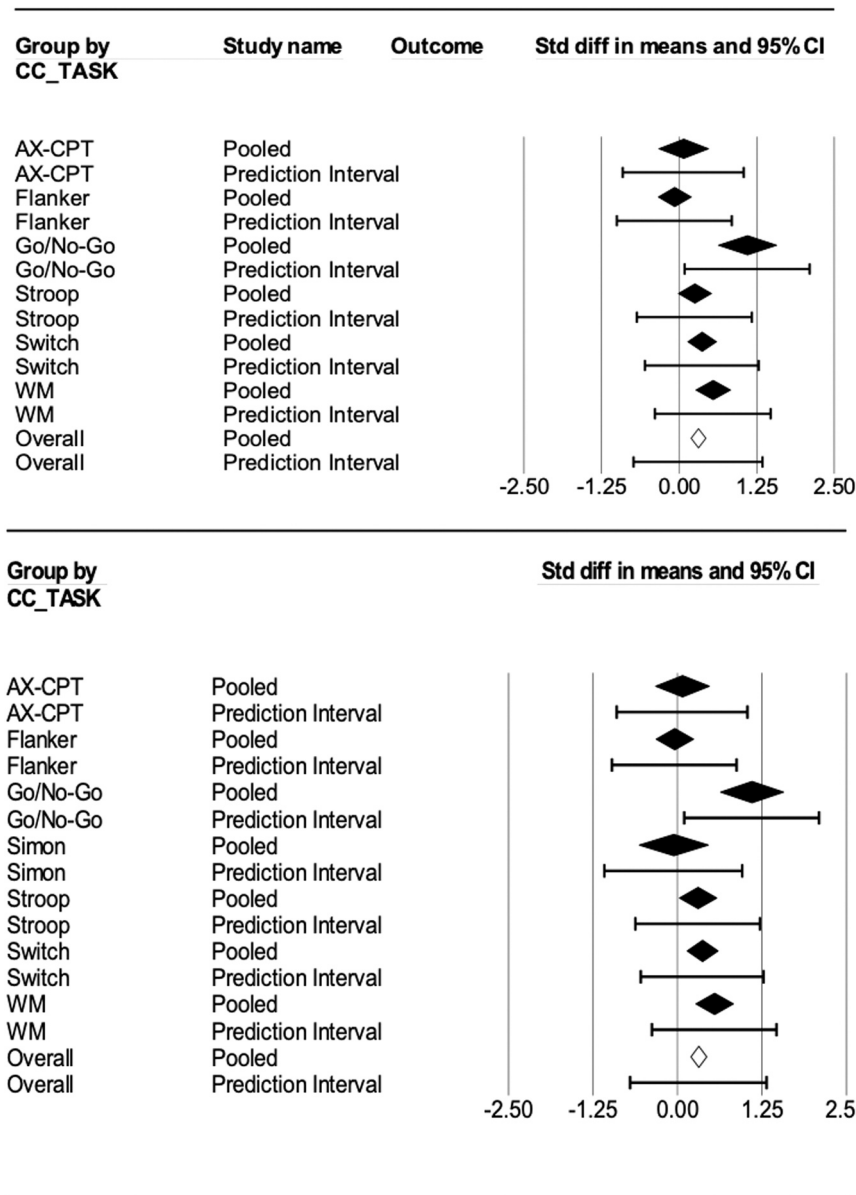 Group by Study name Outcome Std diff in means and 95% CI
CC_TASK
AX-CPT Pooled
AX-CPT Prediction Interval
Flanker Pooled
Flanker Prediction Interval
Go/No-Go Pooled
Go/No-Go Prediction Interval
Stroop Pooled
Stroop Prediction Interval
Switch Pooled
Switch Prediction Interval
WM Pooled
WM Prediction Interval
Overall Pooled
Overall Prediction Interval
-2.50 -1.25 0.00 1.25 2.50
Group by Std diff in means and 95% CI
CC_TASK
AX-CPT Pooled
AX-CPT Prediction Interval
Flanker Pooled
Flanker Prediction Interval
Go/No-Go Pooled
Go/No-Go Prediction Interval
Simon Pooled
Simon Prediction Interval
Stroop Pooled
Stroop Prediction Interval
Switch Pooled
Switch Prediction Interval
WM Pooled
WM Prediction Interval
Overall Pooled
Overall Prediction Interval
-2.50 -1.25 0.00 1.25 2.5